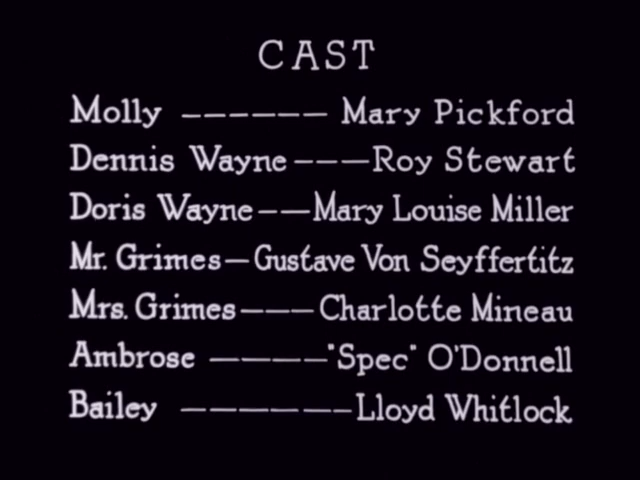 CAST
Molly ------ Mary Pickford
Dennis Wayne---Roy Stewart
Doris Wayne--Mary Louise Miller
Mr. Grimes-Gustave Von Seyffertitz
Mrs. Grimes---Charlotte Mineau
Ambrose -----"Spec" O'Donnell
Bailey -------Lloyd Whitlock